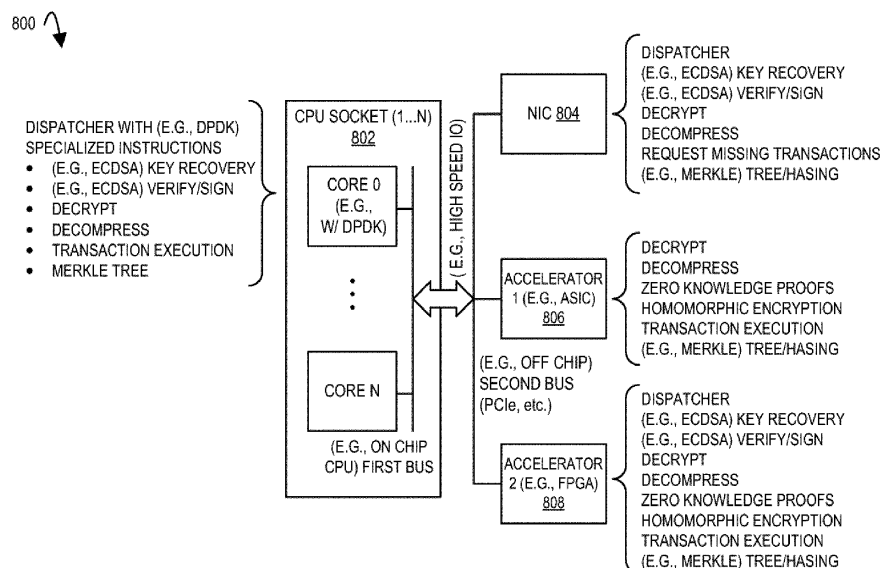 800
DISPATCHER WITH (E.G., DPDK)
SPECIALIZED INSTRUCTIONS
• (E.G., ECDSA) KEY RECOVERY
• (E.G., ECDSA) VERIFY/SIGN
• DECRYPT
• DECOMPRESS
• TRANSACTION EXECUTION
• MERKLE TREE
CPU SOCKET (1...N)
802
CORE 0
(E.G.,
W/ DPDK)
CORE N
(E.G., ON CHIP
CPU) FIRST BUS
(E.G., HIGH SPEED IO)
(E.G., OFF CHIP)
SECOND BUS
(PCIe, etc.)
NIC 804
DISPATCHER
(E.G., ECDSA) KEY RECOVERY
(E.G., ECDSA) VERIFY/SIGN
DECRYPT
DECOMPRESS
REQUEST MISSING TRANSACTIONS
(E.G., MERKLE) TREE/HASING
ACCELERATOR
1 (E.G., ASIC)
806
DECRYPT
DECOMPRESS
ZERO KNOWLEDGE PROOFS
HOMOMORPHIC ENCRYPTION
TRANSACTION EXECUTION
(E.G., MERKLE) TREE/HASING
ACCELERATOR
2 (E.G., FPGA)
808
DISPATCHER
(E.G., ECDSA) KEY RECOVERY
(E.G., ECDSA) VERIFY/SIGN
DECRYPT
DECOMPRESS
ZERO KNOWLEDGE PROOFS
HOMOMORPHIC ENCRYPTION
TRANSACTION EXECUTION
(E.G., MERKLE) TREE/HASING